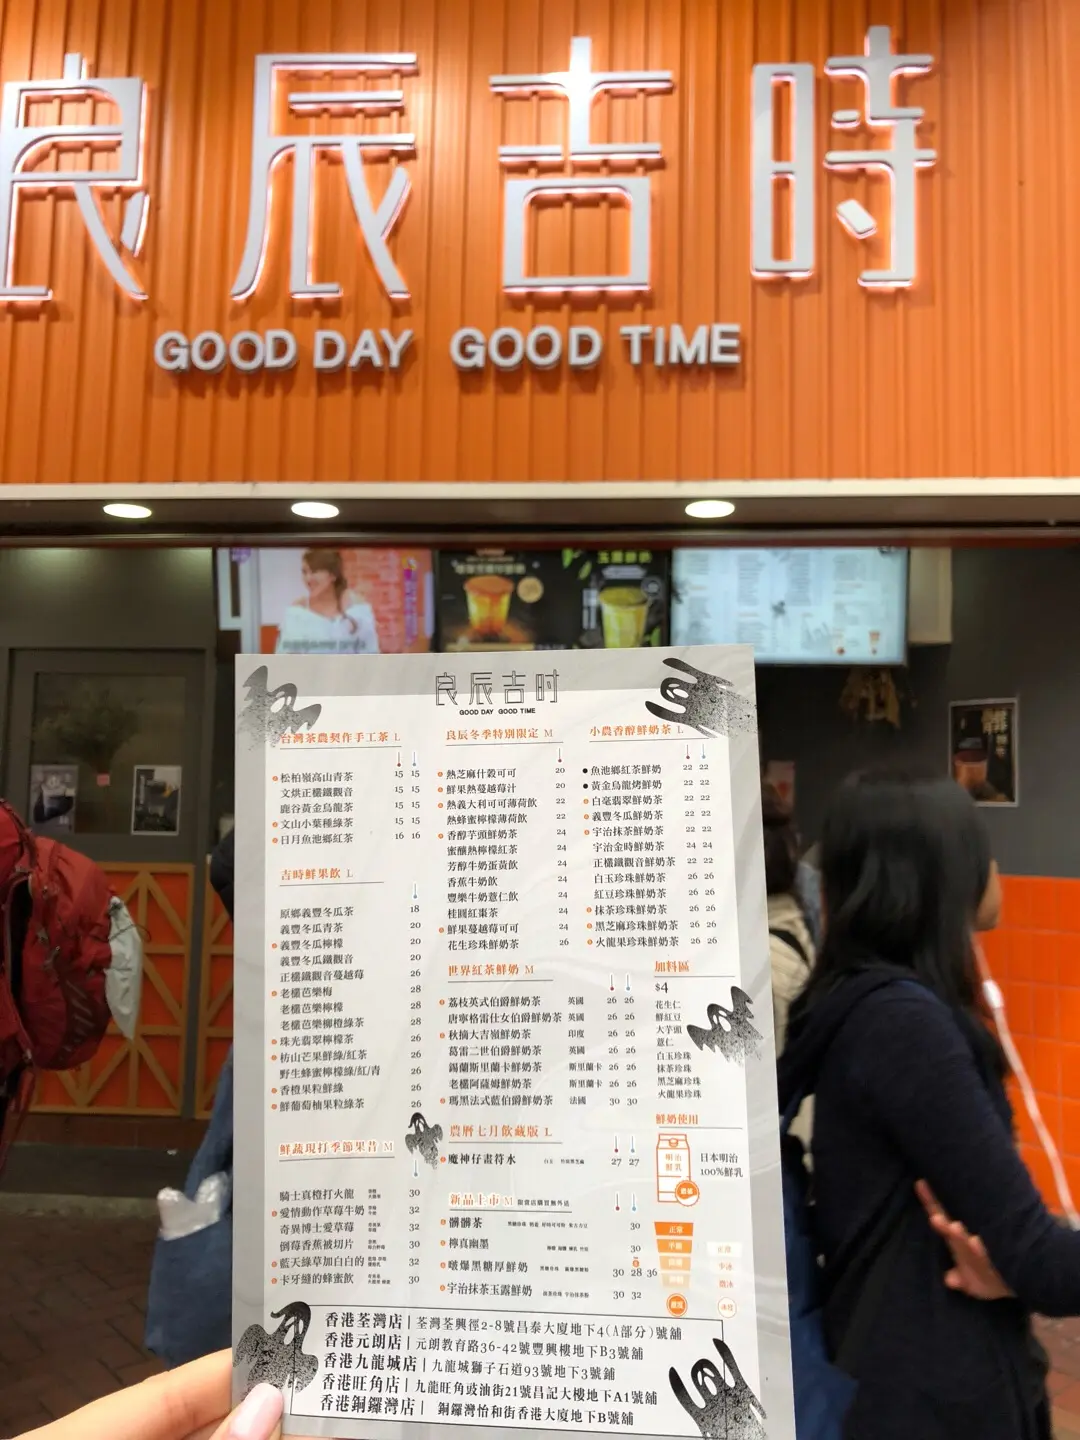 良辰吉時
GOOD DAY GOOD TIME
良辰吉时
GOOD DAY GOOD TIME
台灣茶農契作手工茶 L
松柏嶺高山青茶 15 15
文烘正欉鐵觀音 15 15
鹿谷黃金烏龍茶 15 15
文山小葉種綠茶 15 15
日月魚池鄉紅茶 16 16
吉時鮮果飲 L
原鄉義豐冬瓜茶 18
義豐冬瓜青茶 20
義豐冬瓜檸檬 20
義豐冬瓜鐵觀音 20
正欉鐵觀音蔓越莓 26
老欉芭樂梅 28
老欉芭樂檸檬 28
老欉芭樂柳橙綠茶 28
珠光翡翠檸檬茶 26
枋山芒果鮮綠/紅茶 26
野生蜂蜜檸檬綠/紅/青 26
香橙果粒鮮綠 26
鮮葡萄柚果粒綠茶 26
鮮蔬現打季節果昔 M
騎士真橙打火龍 30
愛情動作草莓牛奶 32
奇異博士愛草莓 32
倒莓香蕉被切片 30
藍天綠草加白白的 32
卡牙縫的蜂蜜飲 30
良辰冬季特別限定 M
熱芝麻什穀可可 20
鮮果熱蔓越莓汁 20
熱義大利可可薄荷飲 22
熱蜂蜜檸檬薄荷飲 22
香醇芋頭鮮奶茶 24
蜜釀熱檸檬紅茶 24
芳醇牛奶蛋黃飲 24
香蕉牛奶飲 24
豐樂牛奶薏仁飲 24
桂圓紅棗茶 24
鮮果蔓越莓可可 24
花生珍珠鮮奶茶 26
世界紅茶鮮奶 M
荔枝英式伯爵鮮奶茶 英國 26 26
唐寧格雷仕女伯爵鮮奶茶 英國 26 26
秋摘大吉嶺鮮奶茶 印度 26 26
葛雷二世伯爵鮮奶茶 英國 26 26
錫蘭斯里蘭卡鮮奶茶 斯里蘭卡 26 26
老欉阿薩姆鮮奶茶 斯里蘭卡 26 26
瑪黑法式藍伯爵鮮奶茶 法國 30 30
農曆七月飲藏版 L
魔神仔畫符水 27 27
新品上市 M
髒髒茶 30
檸真幽墨 30
啵爆黑糖厚鮮奶 30 28 36
宇治抹茶玉露鮮奶 30 32
小農香醇鮮奶茶 L
魚池鄉紅茶鮮奶 22 22
黃金烏龍烤鮮奶 22 22
白毫翡翠鮮奶茶 22 22
義豐冬瓜鮮奶茶 22 22
宇治抹茶鮮奶茶 22 22
宇治金時鮮奶茶 24 24
正欉鐵觀音鮮奶茶 22 22
白玉珍珠鮮奶茶 26 26
紅豆珍珠鮮奶茶 26 26
抹茶珍珠鮮奶茶 26 26
黑芝麻珍珠鮮奶茶 26 26
火龍果珍珠鮮奶茶 26 26
加料區
$4
花生仁
鮮紅豆
大芋頭
薏仁
白玉珍珠
抹茶珍珠
黑芝麻珍珠
火龍果珍珠
鮮奶使用
明治
鮮乳
日本明治
100%鮮乳
正常
香港荃灣店 | 荃灣荃興徑2-8號昌泰大廈地下4(A部分)號舖
香港元朗店 | 元朗教育路36-42號豐興樓地下B3號舖
香港九龍城店 | 九龍城獅子石道93號地下3號舖
香港旺角店 | 九龍旺角豉油街21號昌記大樓地下A1號舖
香港銅鑼灣店 | 銅鑼灣怡和街香港大廈地下B號舖